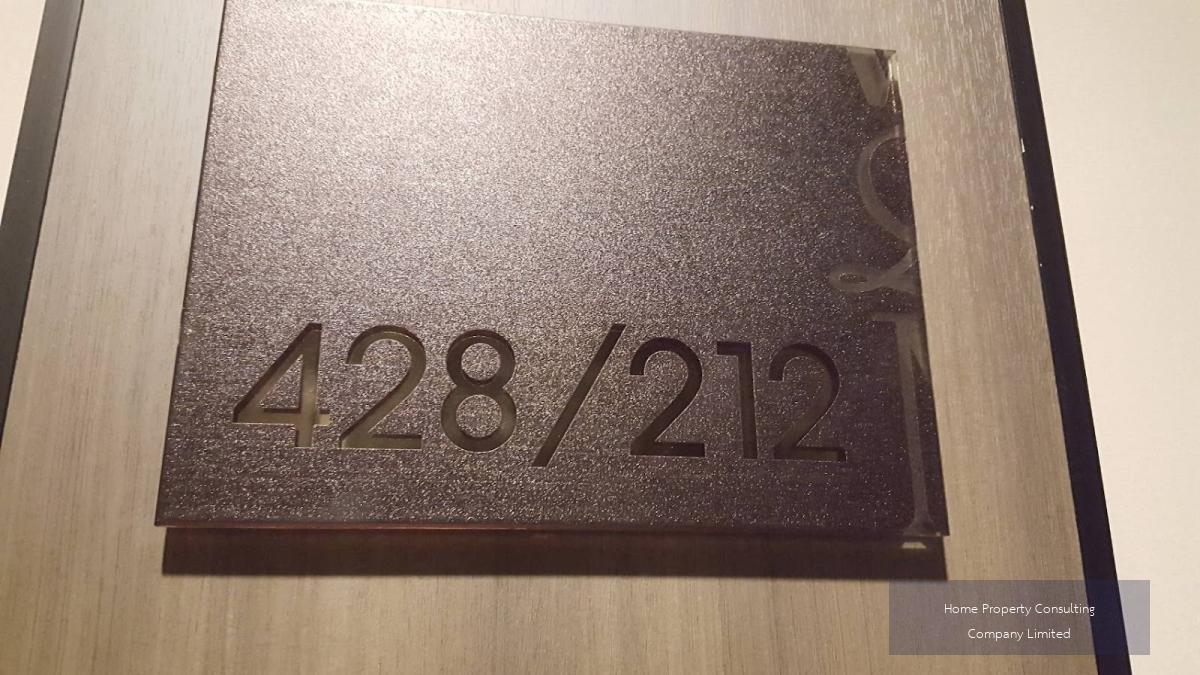 428/212
Home Property Consulting
Company Limited